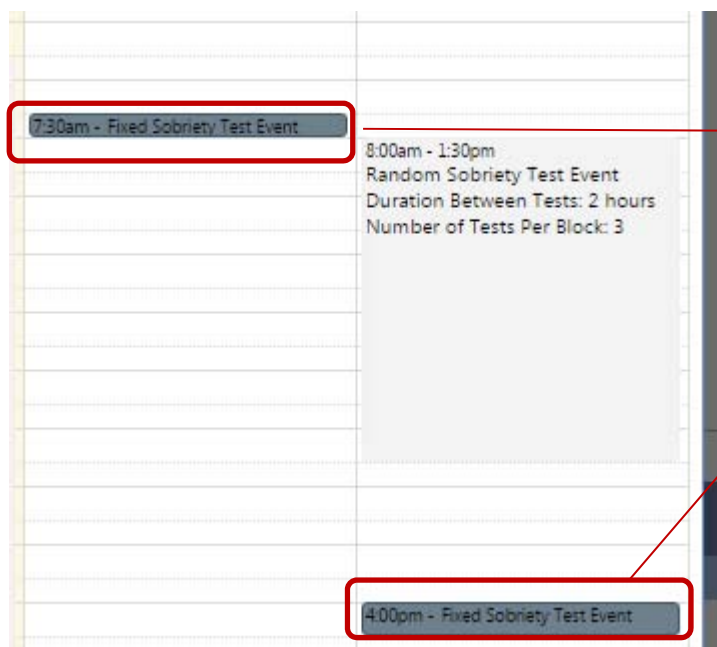 7:30am - Fixed Sobriety Test Event
8:00am - 1:30pm
Random Sobriety Test Event
Duration Between Tests: 2 hours
Number of Tests Per Block: 3
4:00pm - Fixed Sobriety Test Event